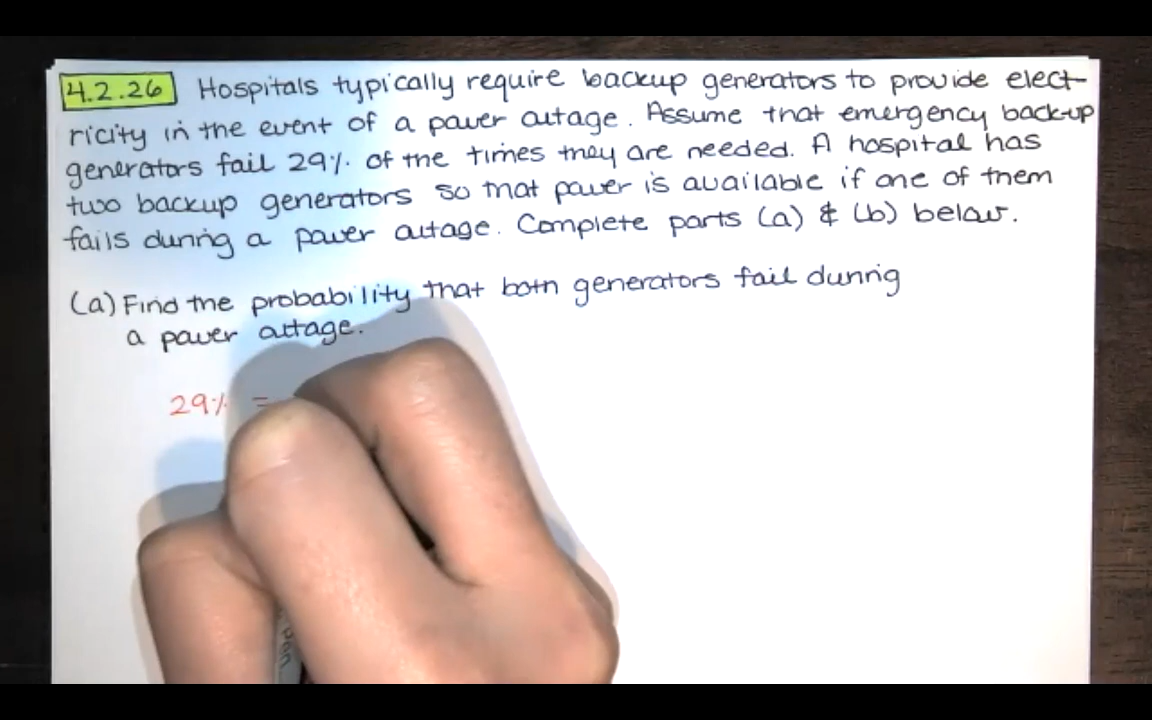 4.2.26 Hospitals typically require backup generators to provide elect-
ricity in the event of a power outage. Assume that emergency back-up
generators fail 29% of the times they are needed. A hospital has
two backup generators so that power is available if one of them
fails during a power outage. Complete parts (a) & (b) below.
(a) Find the probability that both generators fail during
a power outage.
29% =